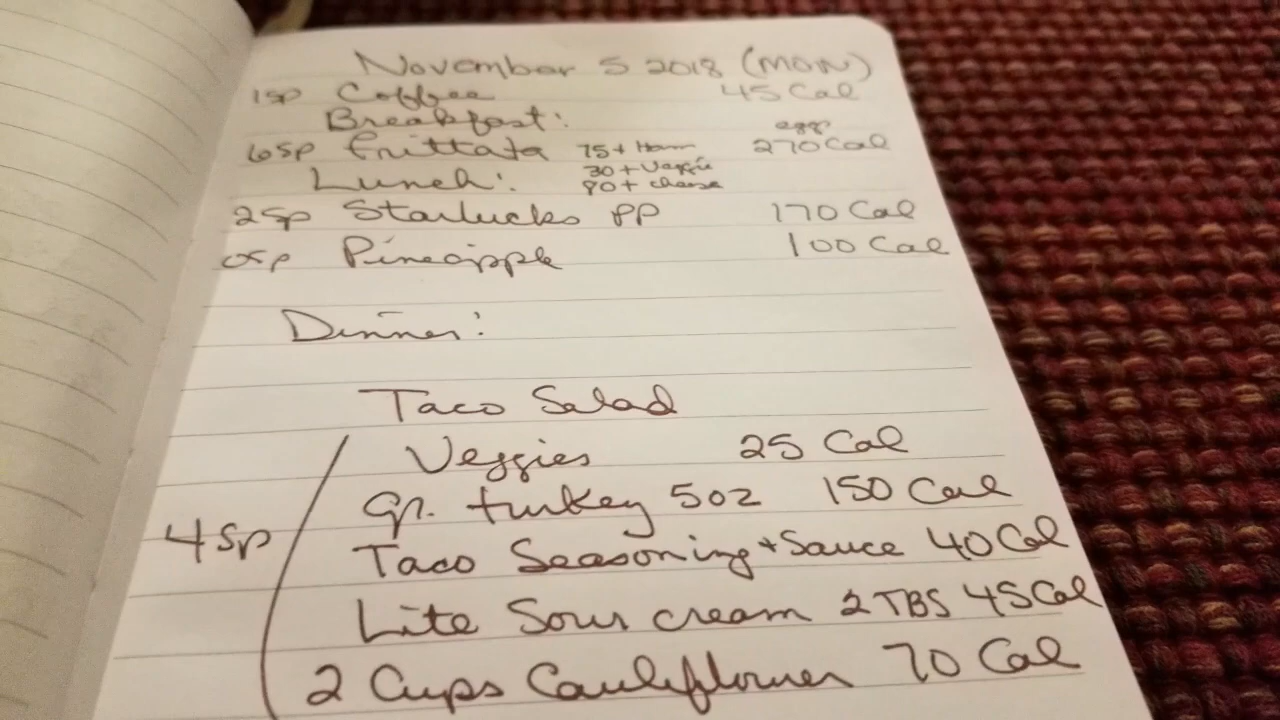 November 5 2018 (MON)
1sp Coffee 45 Cal
Breakfast:
6sp Frittata 75+ Ham egg 270 Cal
30+ Veggie
Lunch: 90+ cheese
2sp Starbucks PP 170 Cal
0sp Pineapple 100 Cal
Dinner:
Taco Salad
Veggies 25 Cal
Gr. turkey 5oz 150 Cal
4sp Taco Seasoning + Sauce 40 Cal
Lite Sour cream 2 TBS 45 Cal
2 Cups Cauliflower 70 Cal